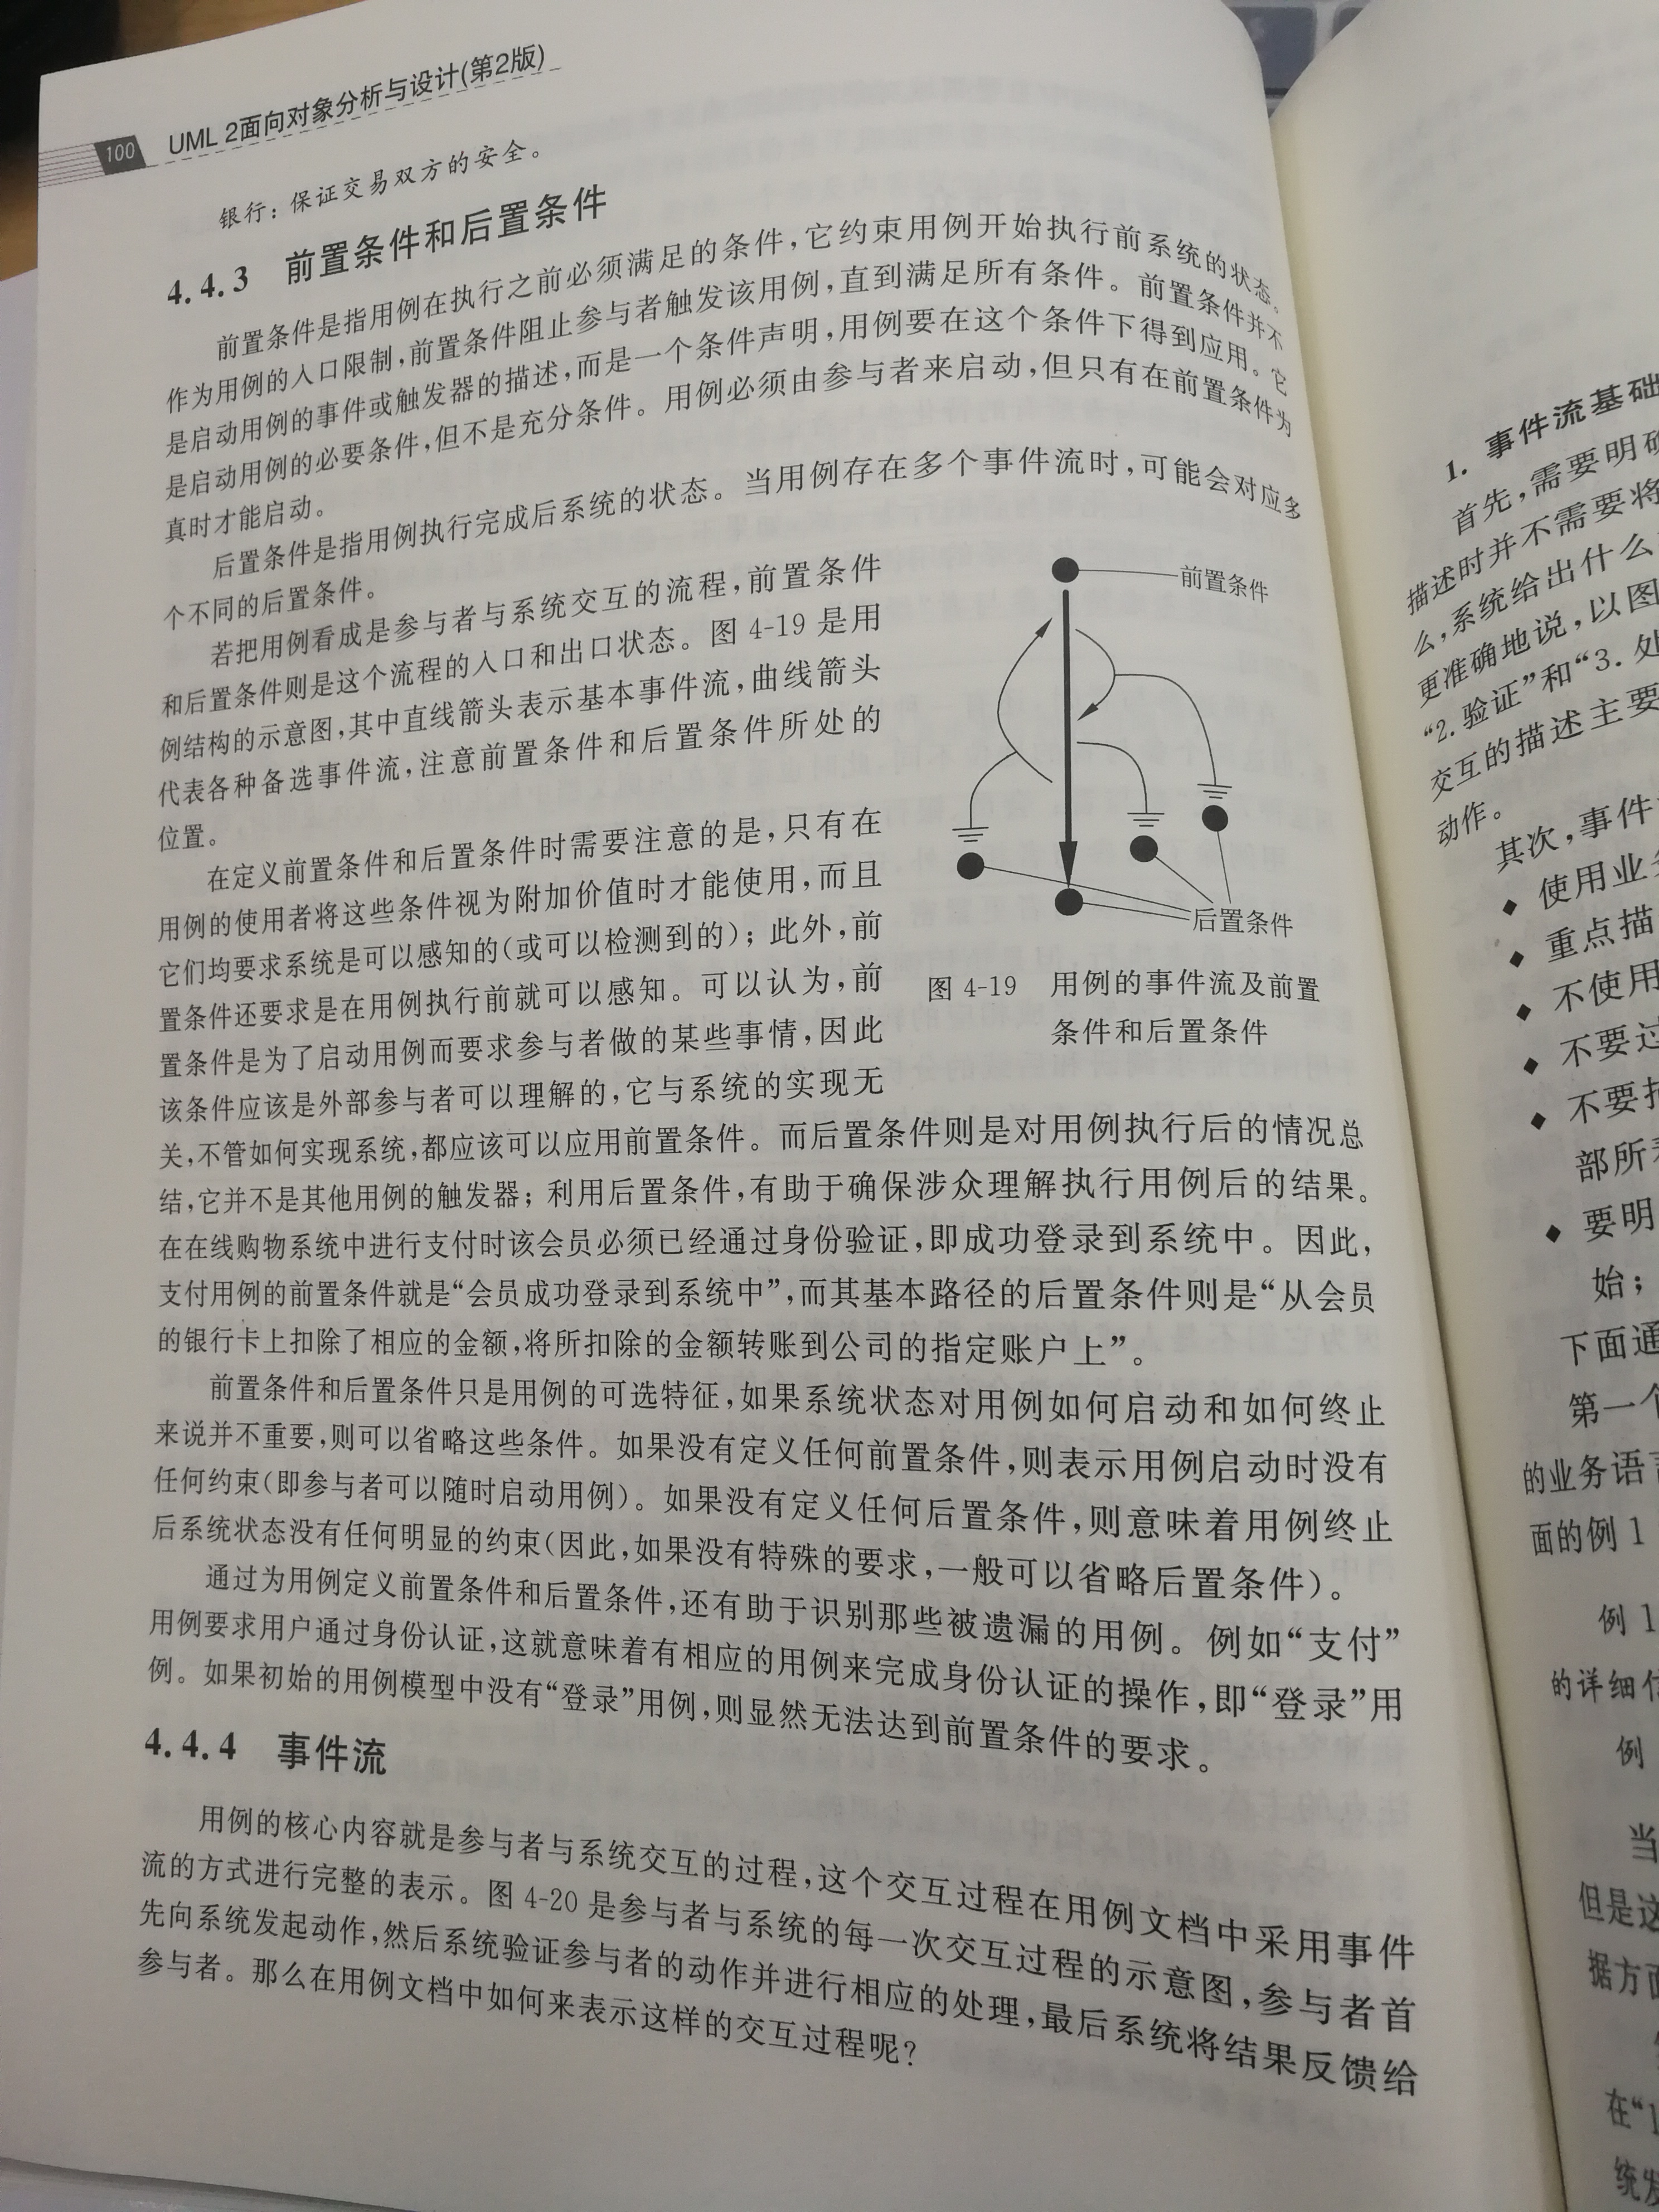 100
UML 2面向对象分析与设计(第2版)
银行：保证交易双方的安全。
4.4.3 前置条件和后置条件
前置条件是指用例在执行之前必须满足的条件，它约束用例开始执行前系统的状态。
作为用例的入口限制，前置条件阻止参与者触发该用例，直到满足所有条件。前置条件并不
是启动用例的事件或触发器的描述，而是一个条件声明，用例要在这个条件下得到应用。它
是启动用例的必要条件，但不是充分条件。用例必须由参与者来启动，但只有在前置条件为
真时才能启动。
后置条件是指用例执行完成后系统的状态。当用例存在多个事件流时，可能会对应多
个不同的后置条件。
若把用例看成是参与者与系统交互的流程，前置条件
和后置条件则是这个流程的入口和出口状态。图 4-19 是用
例结构的示意图，其中直线箭头表示基本事件流，曲线箭头
代表各种备选事件流，注意前置条件和后置条件所处的
位置。
在定义前置条件和后置条件时需要注意的是，只有在
用例的使用者将这些条件视为附加价值时才能使用，而且
它们均要求系统是可以感知的(或可以检测到的)；此外，前
置条件还要求是在用例执行前就可以感知。可以认为，前
置条件是为了启动用例而要求参与者做的某些事情，因此
该条件应该是外部参与者可以理解的，它与系统的实现无
关，不管如何实现系统，都应该可以应用前置条件。而后置条件则是对用例执行后的情况总
结，它并不是其他用例的触发器；利用后置条件，有助于确保涉众理解执行用例后的结果。
在在线购物系统中进行支付时该会员必须已经通过身份验证，即成功登录到系统中。因此，
支付用例的前置条件就是“会员成功登录到系统中”，而其基本路径的后置条件则是“从会员
的银行卡上扣除了相应的金额，将所扣除的金额转账到公司的指定账户上”。
前置条件
后置条件
图 4-19 用例的事件流及前置
条件和后置条件
前置条件和后置条件只是用例的可选特征，如果系统状态对用例如何启动和如何终止
来说并不重要，则可以省略这些条件。如果没有定义任何前置条件，则表示用例启动时没有
任何约束(即参与者可以随时启动用例)。如果没有定义任何后置条件，则意味着用例终止
后系统状态没有任何明显的约束(因此，如果没有特殊的要求，一般可以省略后置条件)。
通过为用例定义前置条件和后置条件，还有助于识别那些被遗漏的用例。例如“支付”
用例要求用户通过身份认证，这就意味着有相应的用例来完成身份认证的操作，即“登录”用
例。如果初始的用例模型中没有“登录”用例，则显然无法达到前置条件的要求。
4.4.4 事件流
用例的核心内容就是参与者与系统交互的过程，这个交互过程在用例文档中采用事件
流的方式进行完整的表示。图 4-20 是参与者与系统的每一次交互过程的示意图，参与者首
先向系统发起动作，然后系统验证参与者的动作并进行相应的处理，最后系统将结果反馈给
参与者。那么在用例文档中如何来表示这样的交互过程呢？
1. 事件流基础
首先，需要明确
描述时并不需要将
么，系统给出什么
更准确地说，以图
“2.验证”和“3.处
交互的描述主要
动作。
其次，事件
◆ 使用业务
◆ 重点描
◆ 不使用
◆ 不要过
◆ 不要
部所
◆ 要明
始；
下面通
第一个
的业务语言
面的例 1
例 1
的详细信
例
当
但是这
据方面
在“1
统发